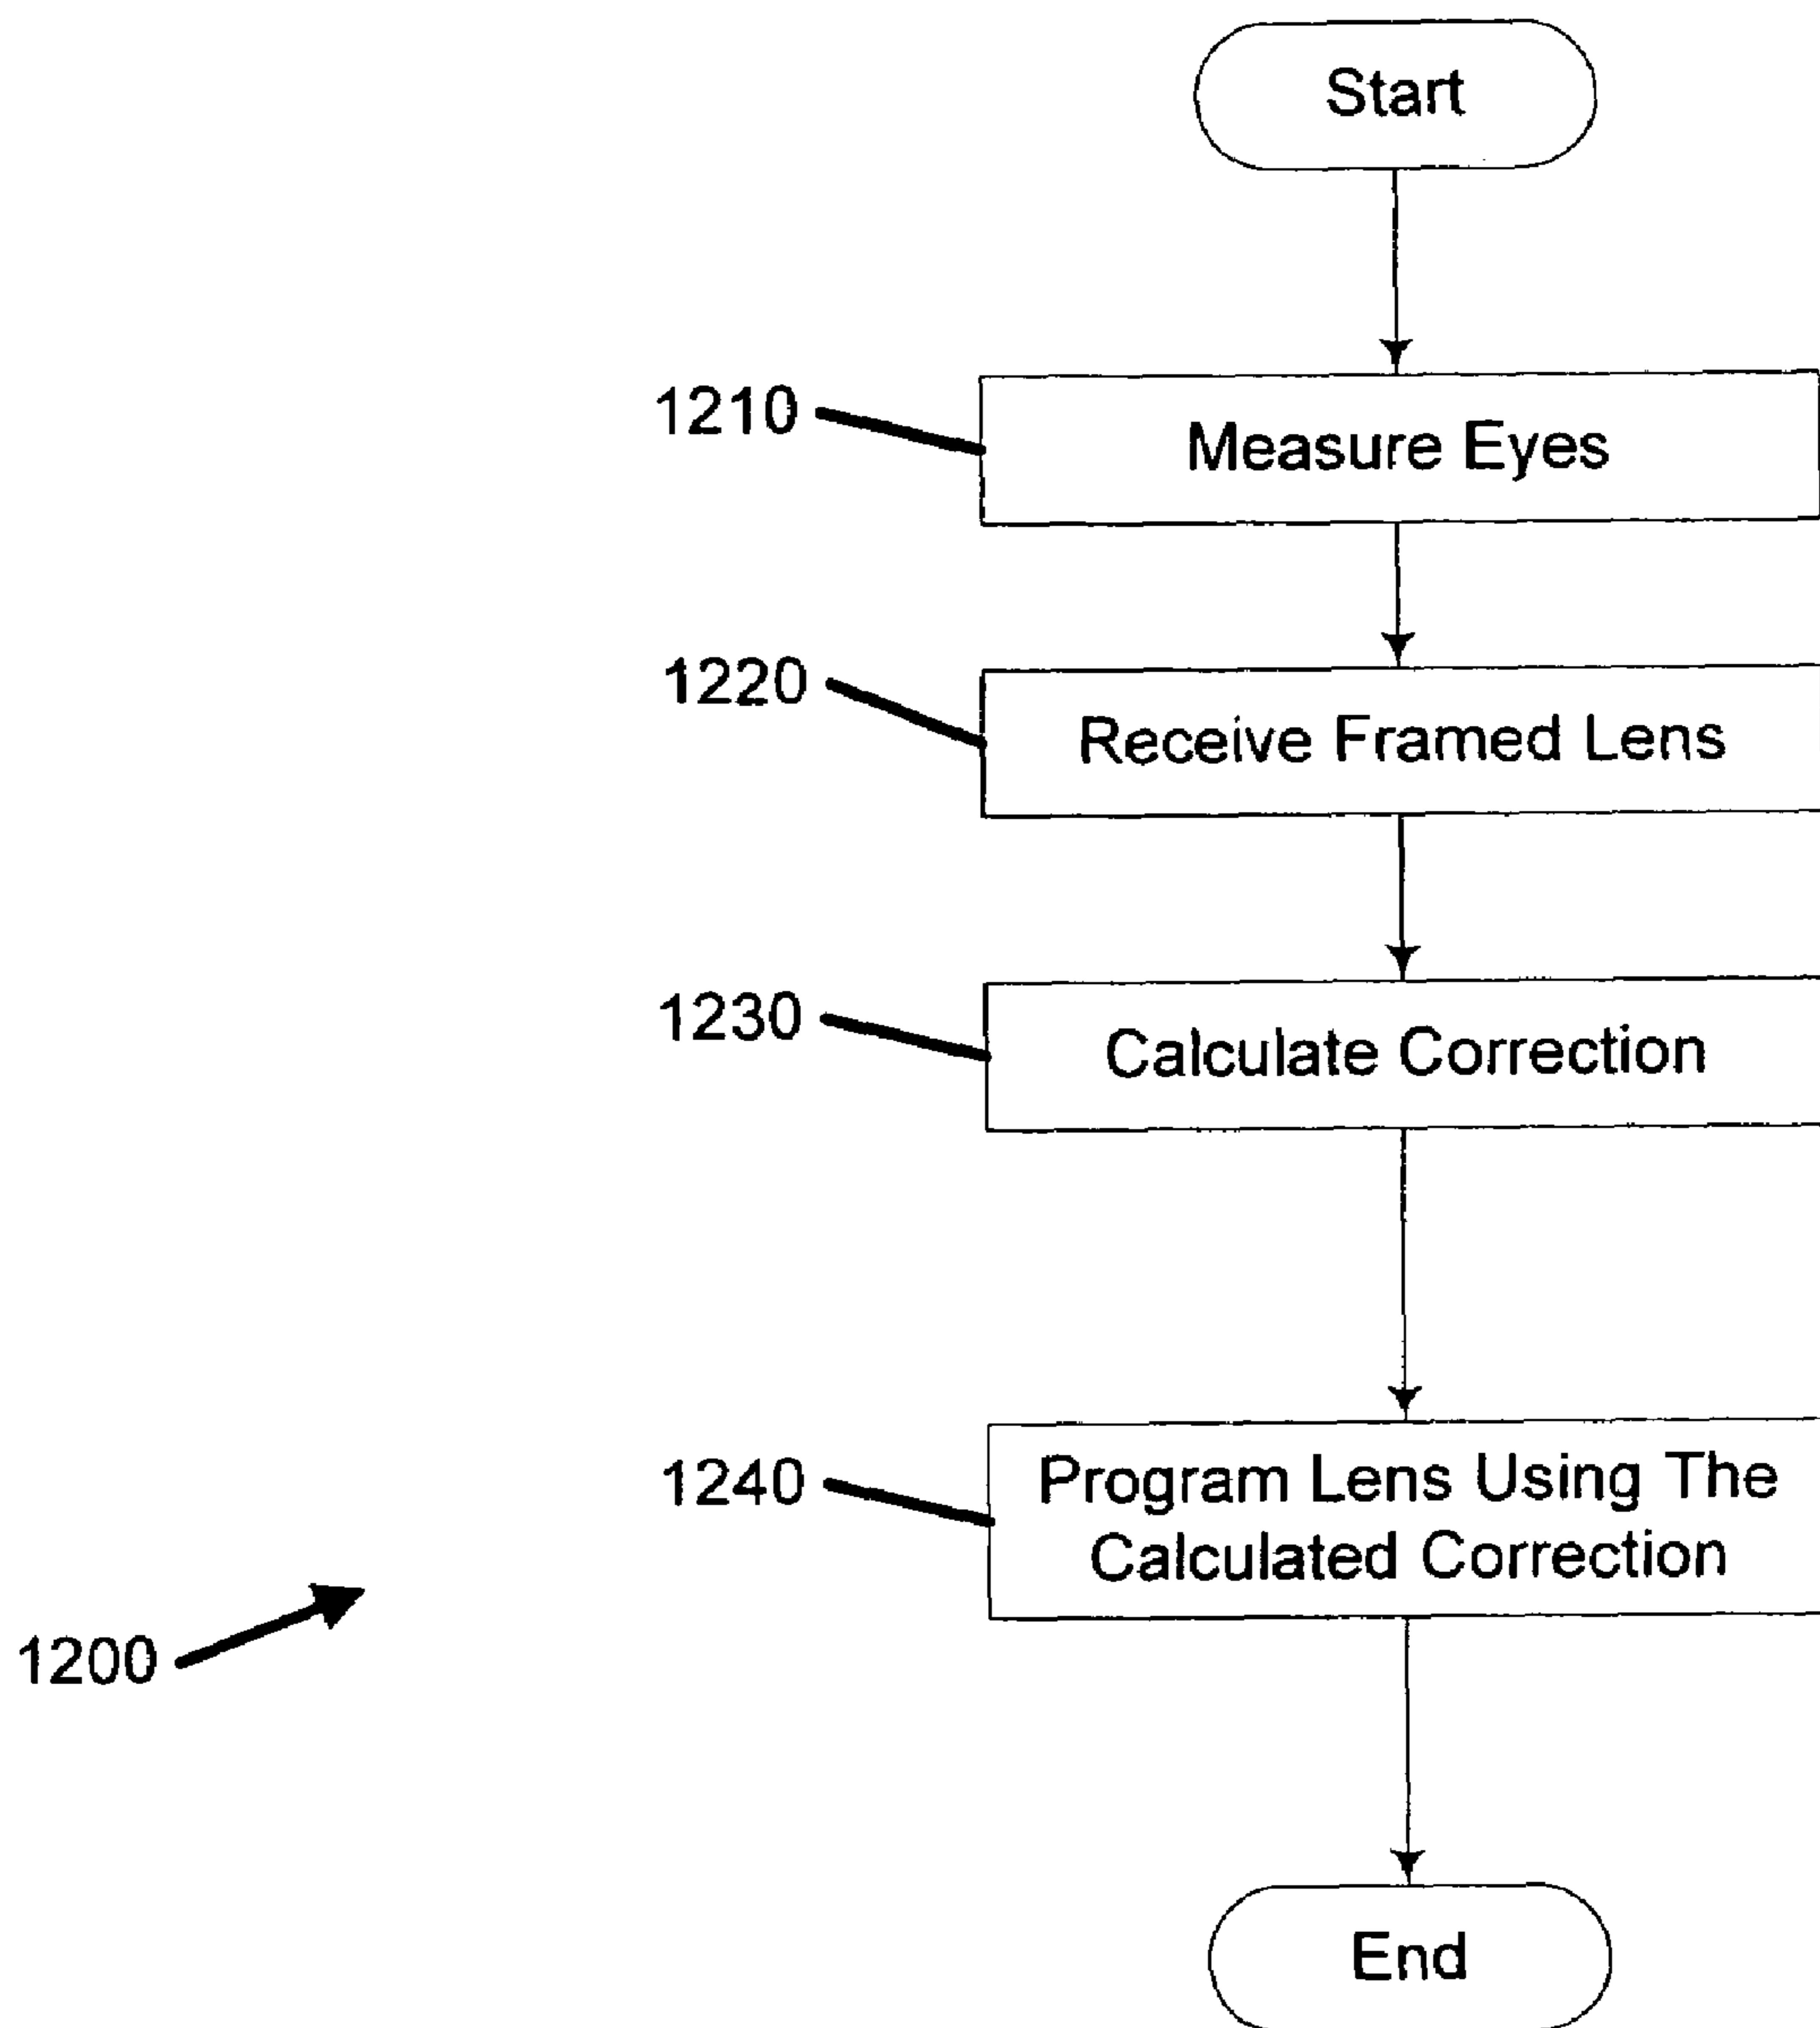 Start
1210
Measure Eyes
1220
Receive Framed Lens
1230
Calculate Correction
1240
Program Lens Using The
Calculated Correction
1200
End